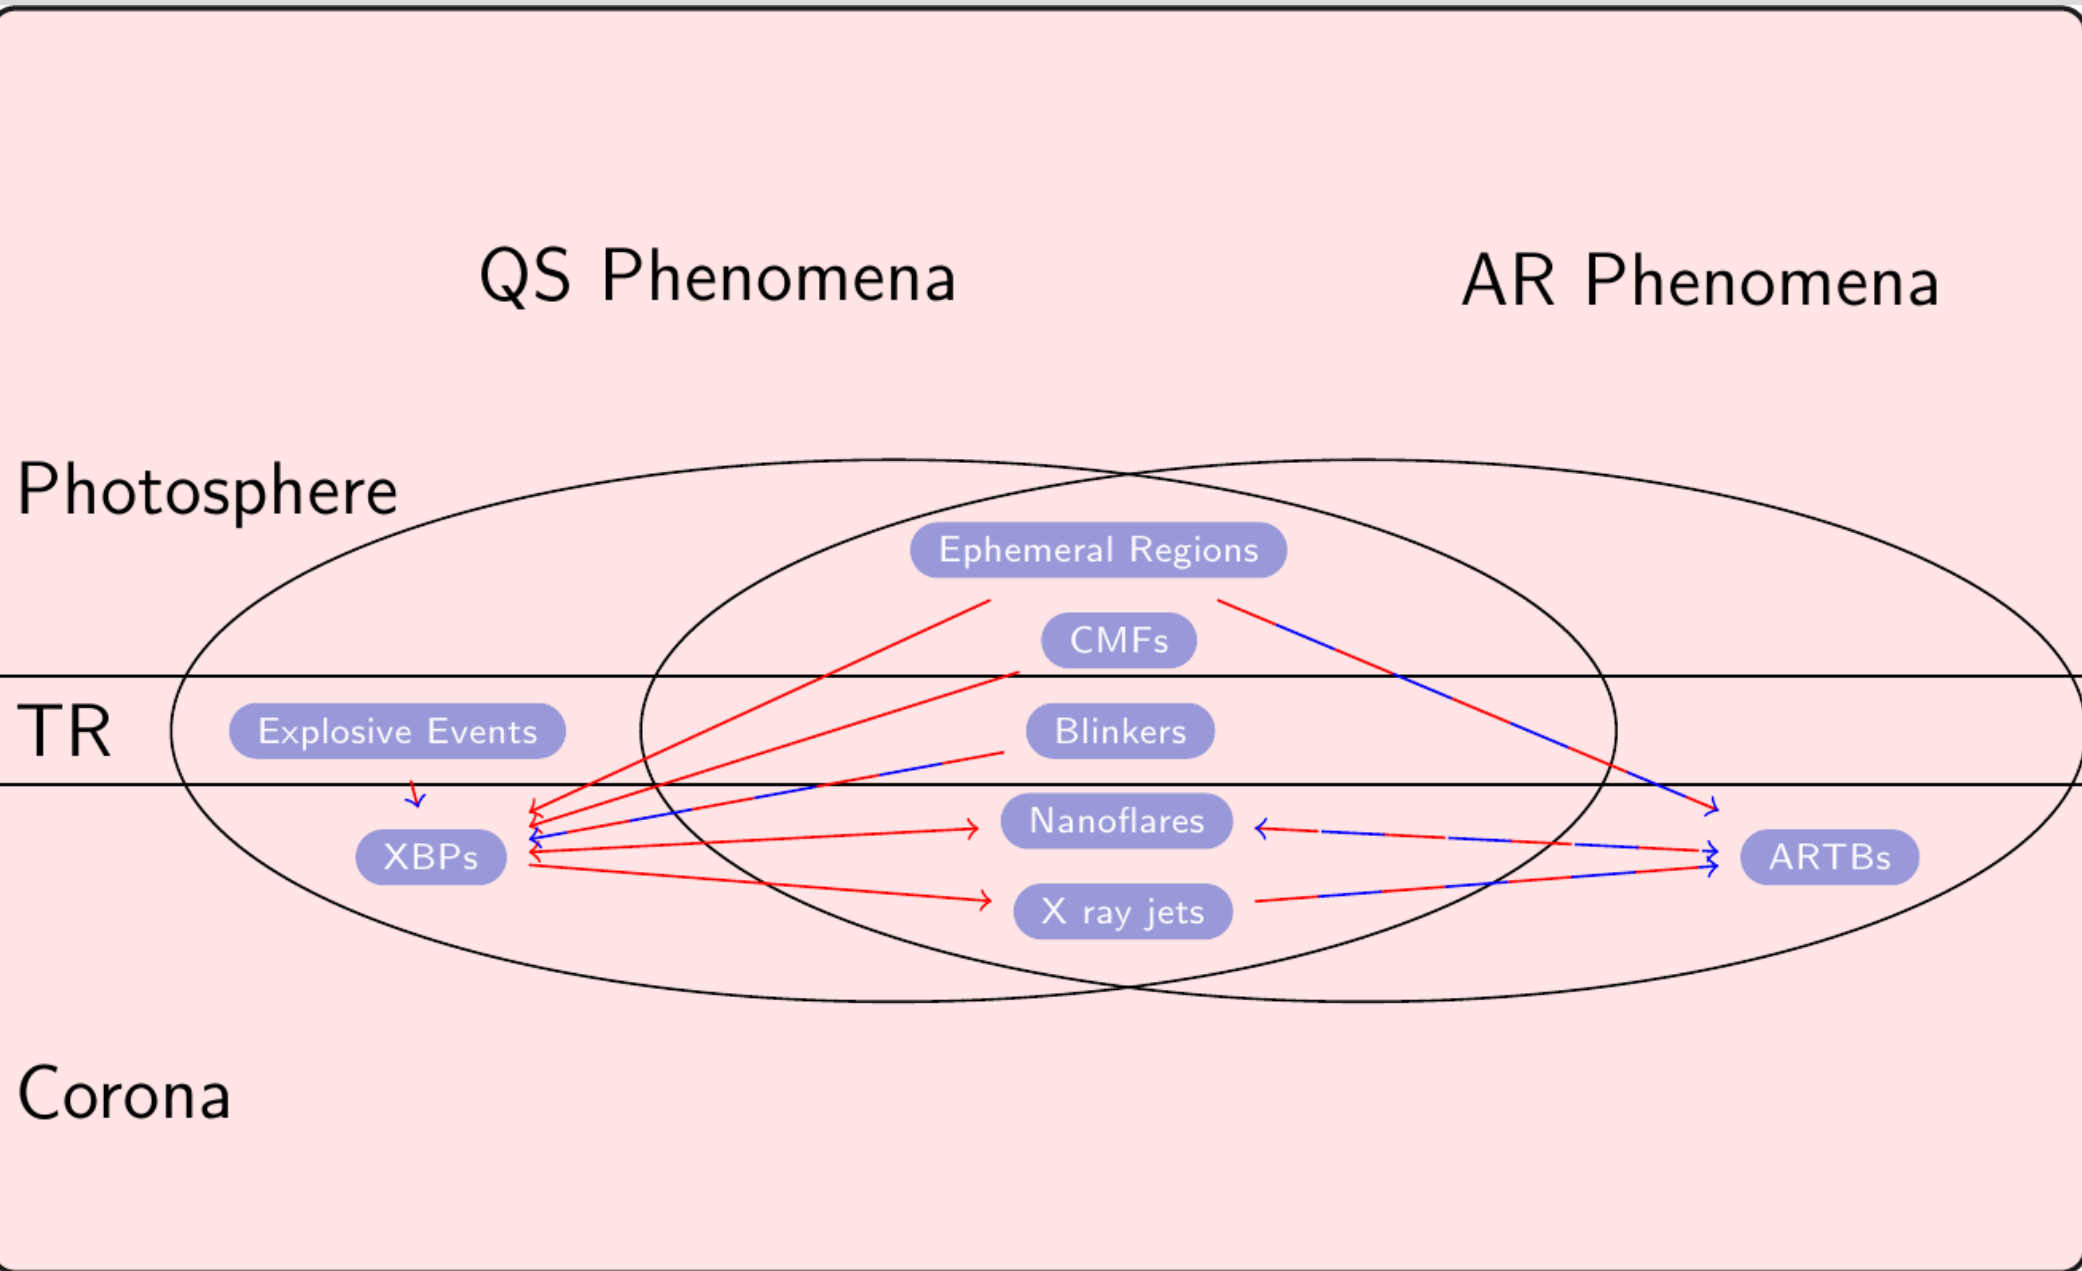 QS Phenomena
AR Phenomena
Photosphere
Ephemeral Regions
CMFs
TR
Explosive Events
Blinkers
Nanoflares
XBPs
ARTBs
X ray jets
Corona